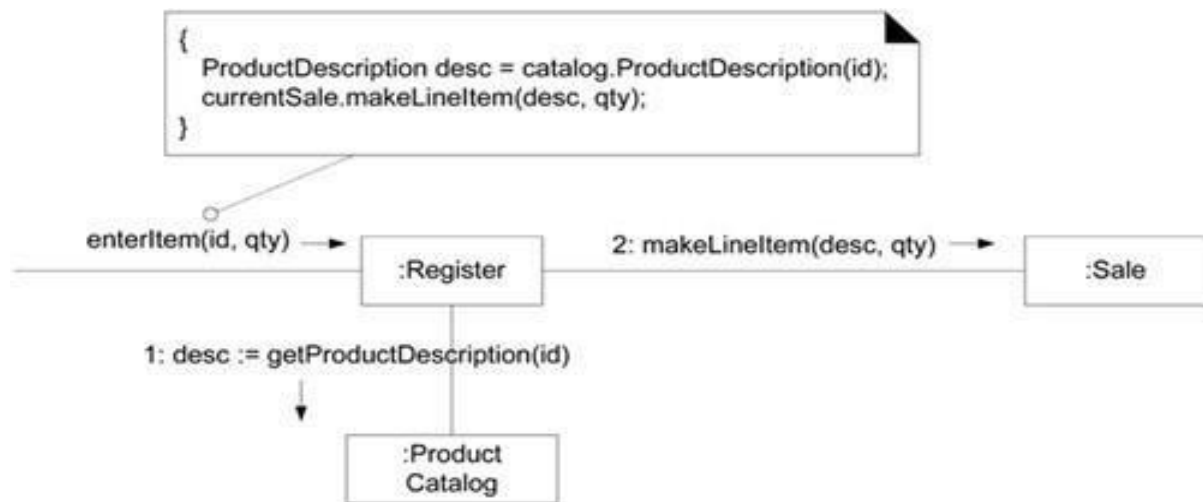 {
ProductDescription desc = catalog.ProductDescription(id);
currentSale.makeLineItem(desc, qty);
}
enterItem(id, qty)
2: makeLineItem(desc, qty)
:Register
:Sale
1: desc := getProductDescription(id)
:Product
Catalog